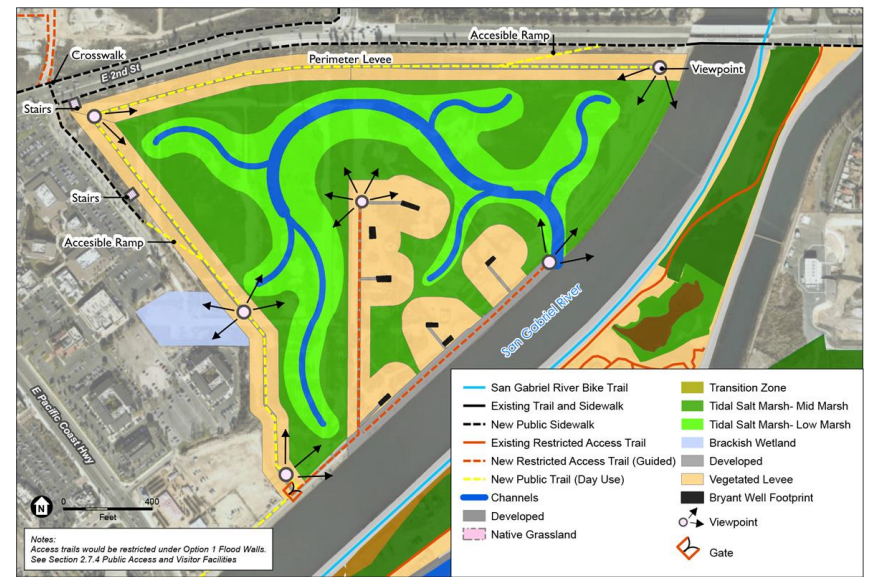 Accesible Ramp
Crosswalk
E 2nd St
Perimeter Levee
Viewpoint
Stairs
Stairs
Accesible Ramp
San Gabriel River
E Pacific Coast Hwy
San Gabriel River Bike Trail
Existing Trail and Sidewalk
New Public Sidewalk
Existing Restricted Access Trail
New Restricted Access Trail (Guided)
New Public Trail (Day Use)
Channels
Developed
Native Grassland
Transition Zone
Tidal Salt Marsh- Mid Marsh
Tidal Salt Marsh- Low Marsh
Brackish Wetland
Developed
Vegetated Levee
Bryant Well Footprint
Viewpoint
Gate
N
0 400
Feet
Notes:
Access trails would be restricted under Option 1 Flood Walls.
See Section 2.7.4 Public Access and Visitor Facilities